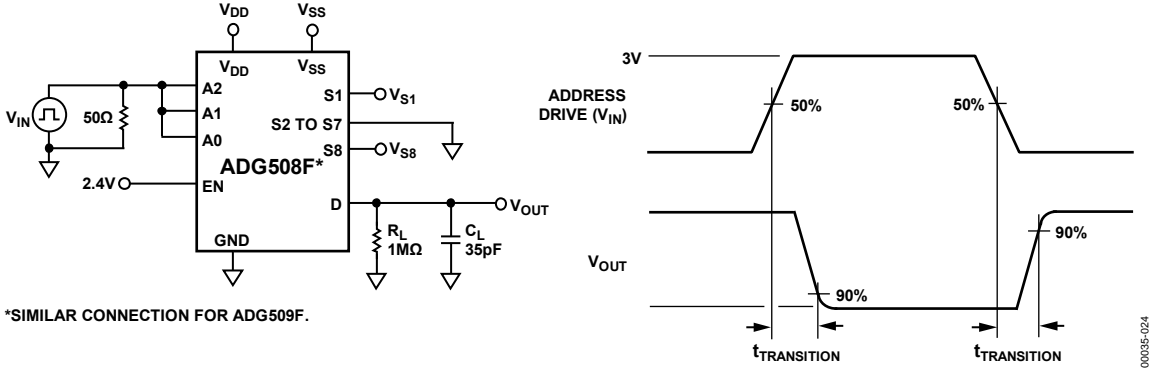 VDD
VSS
VDD
VSS
VIN
50Ω
A2
A1
A0
S1
VS1
S2 TO S7
S8
VS8
ADG508F*
2.4V
EN
D
VOUT
GND
RL
1MΩ
CL
35pF
*SIMILAR CONNECTION FOR ADG509F.
3V
ADDRESS
DRIVE (VIN)
50%
50%
VOUT
90%
90%
tTRANSITION
tTRANSITION
00035-024